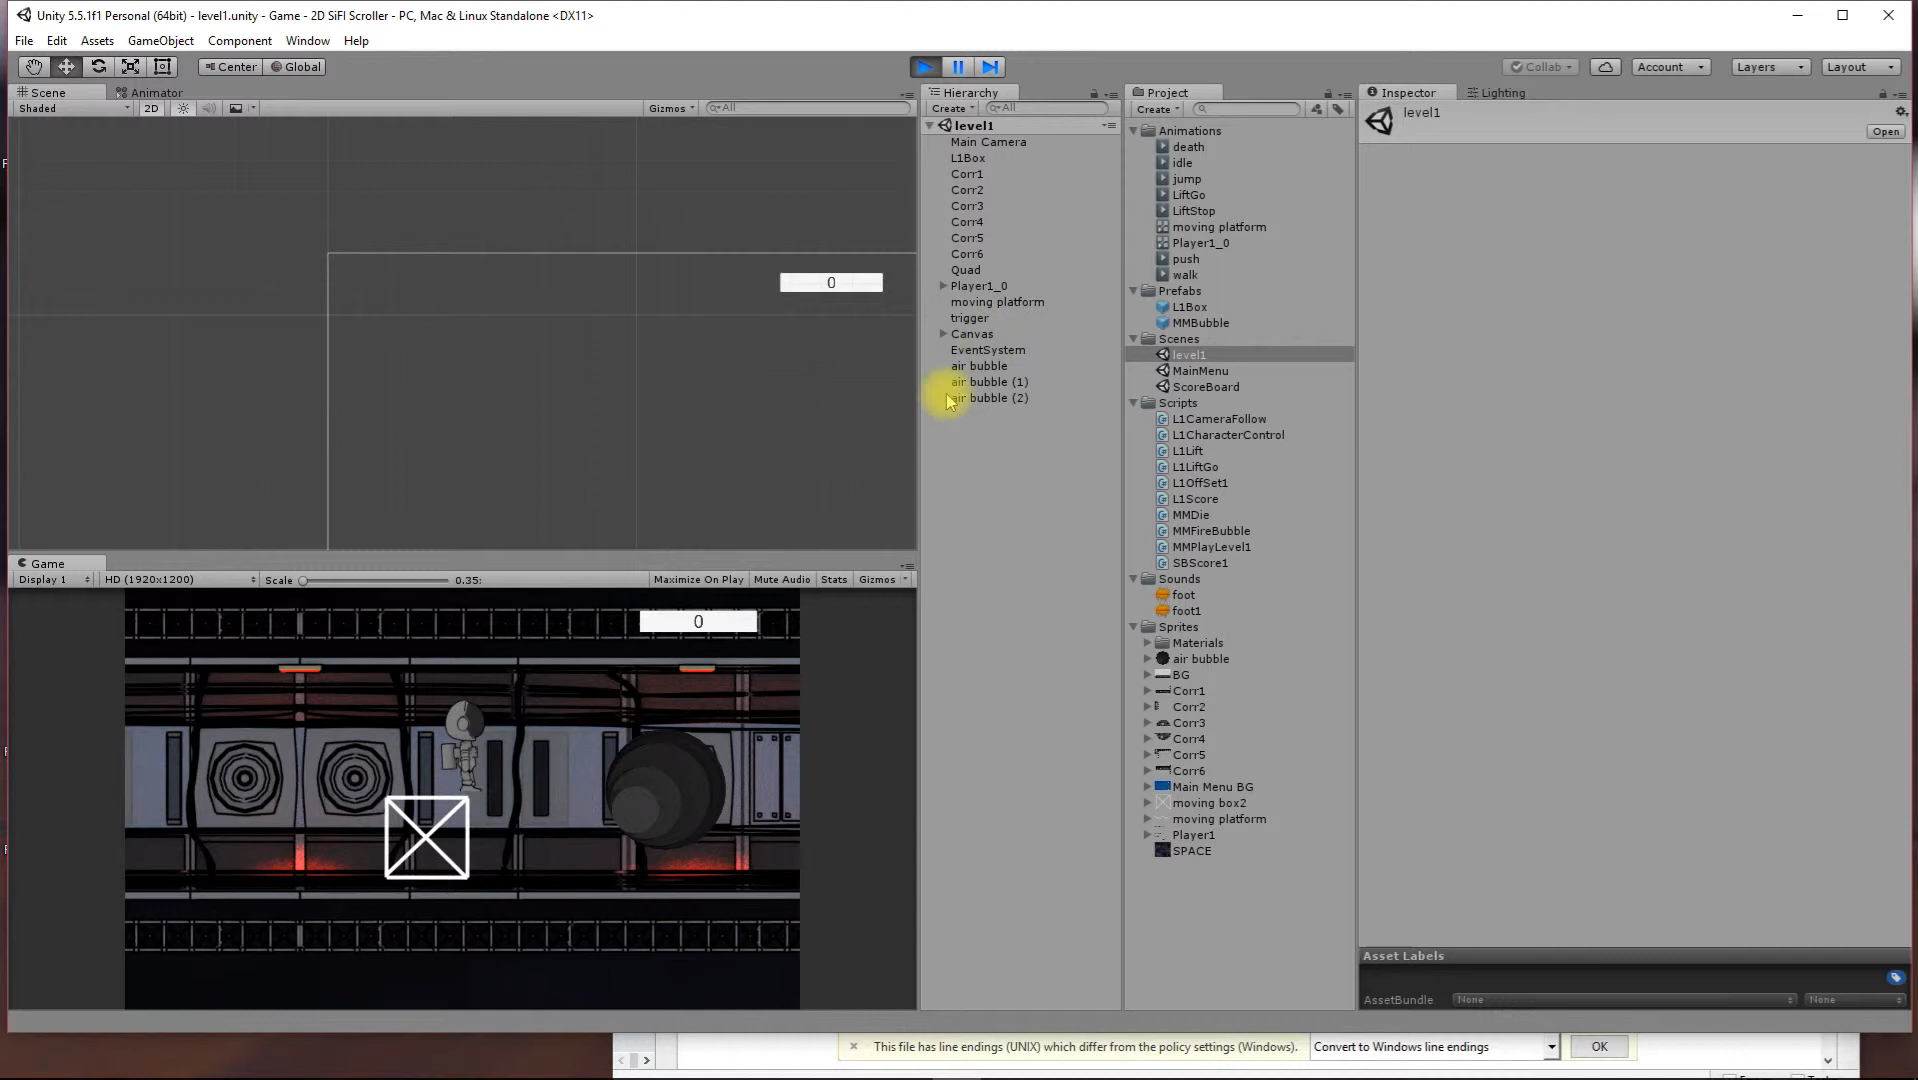 Unity 5.5.1f1 Personal (64bit) - level1.unity - Game - 2D SiFI Scroller - PC, Mac & Linux Standalone <DX11>
File Edit Assets GameObject Component Window Help
Center Global Collab Account Layers Layout
Scene Animator
Shaded 2D Gizmos All
0
Game
Display 1 HD (1920x1200) Scale 0.35: Maximize On Play Mute Audio Stats Gizmos
0
Hierarchy
Create All
level1
Main Camera
L1Box
Corr1
Corr2
Corr3
Corr4
Corr5
Corr6
Quad
Player1_0
moving platform
trigger
Canvas
EventSystem
air bubble
air bubble (1)
air bubble (2)
Project
Create
Animations
death
idle
jump
LiftGo
LiftStop
moving platform
Player1_0
push
walk
Prefabs
L1Box
MMBubble
Scenes
level1
MainMenu
ScoreBoard
Scripts
L1CameraFollow
L1CharacterControl
L1Lift
L1LiftGo
L1OffSet1
L1Score
MMDie
MMFireBubble
MMPlayLevel1
SBScore1
Sounds
foot
foot1
Sprites
Materials
air bubble
BG
Corr1
Corr2
Corr3
Corr4
Corr5
Corr6
Main Menu BG
moving box2
moving platform
Player1
SPACE
Inspector Lighting
level1
Open
Asset Labels
AssetBundle None None
This file has line endings (UNIX) which differ from the policy settings (Windows). Convert to Windows line endings OK